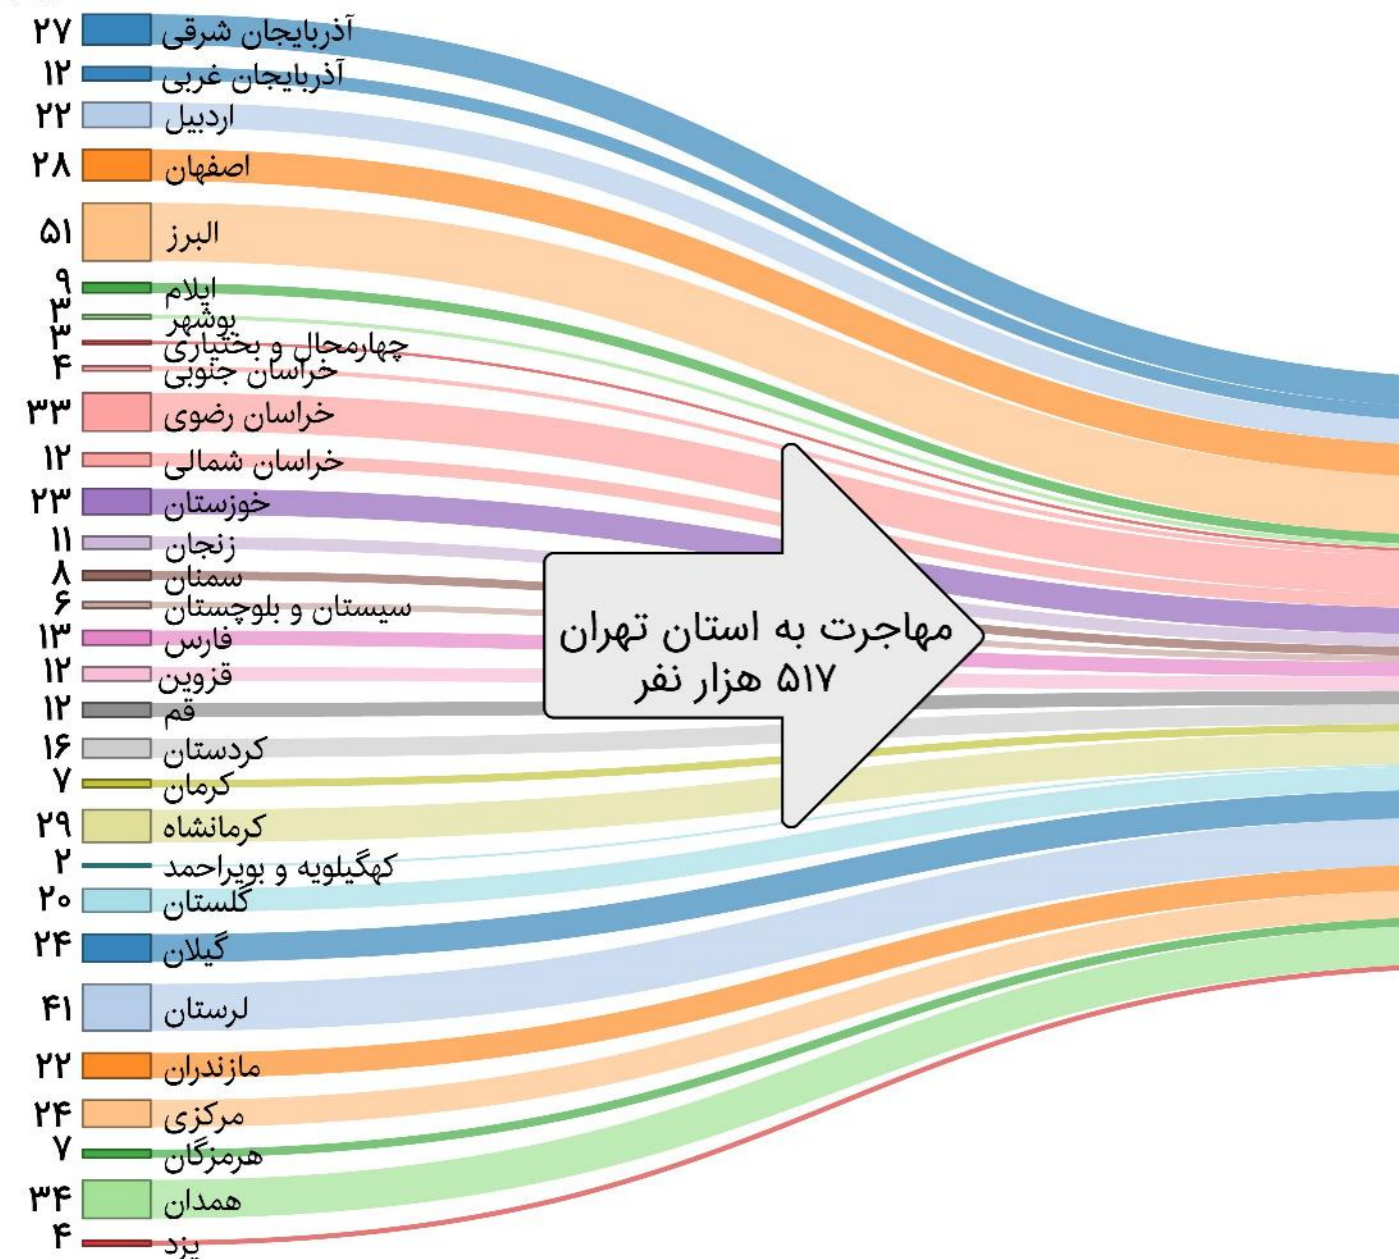 ۲۷ آذربایجان شرقی
۱۲ آذربایجان غربی
۲۲ اردبیل
۲۸ اصفهان
۵۱ البرز
۹ ایلام
۳ بوشهر
۳ چهارمحال و بختیاری
۴ خراسان جنوبی
۳۳ خراسان رضوی
۱۲ خراسان شمالی
۲۳ خوزستان
۱۱ زنجان
۸ سمنان
۶ سیستان و بلوچستان
۱۳ فارس
۱۲ قزوین
۱۲ قم
۱۶ کردستان
۷ کرمان
۲۹ کرمانشاه
۲ کهگیلویه و بویراحمد
۲۰ گلستان
۲۴ گیلان
۴۱ لرستان
۲۲ مازندران
۲۴ مرکزی
۷ هرمزگان
۳۴ همدان
۴ یزد
مهاجرت به استان تهران
۵۱۷ هزار نفر